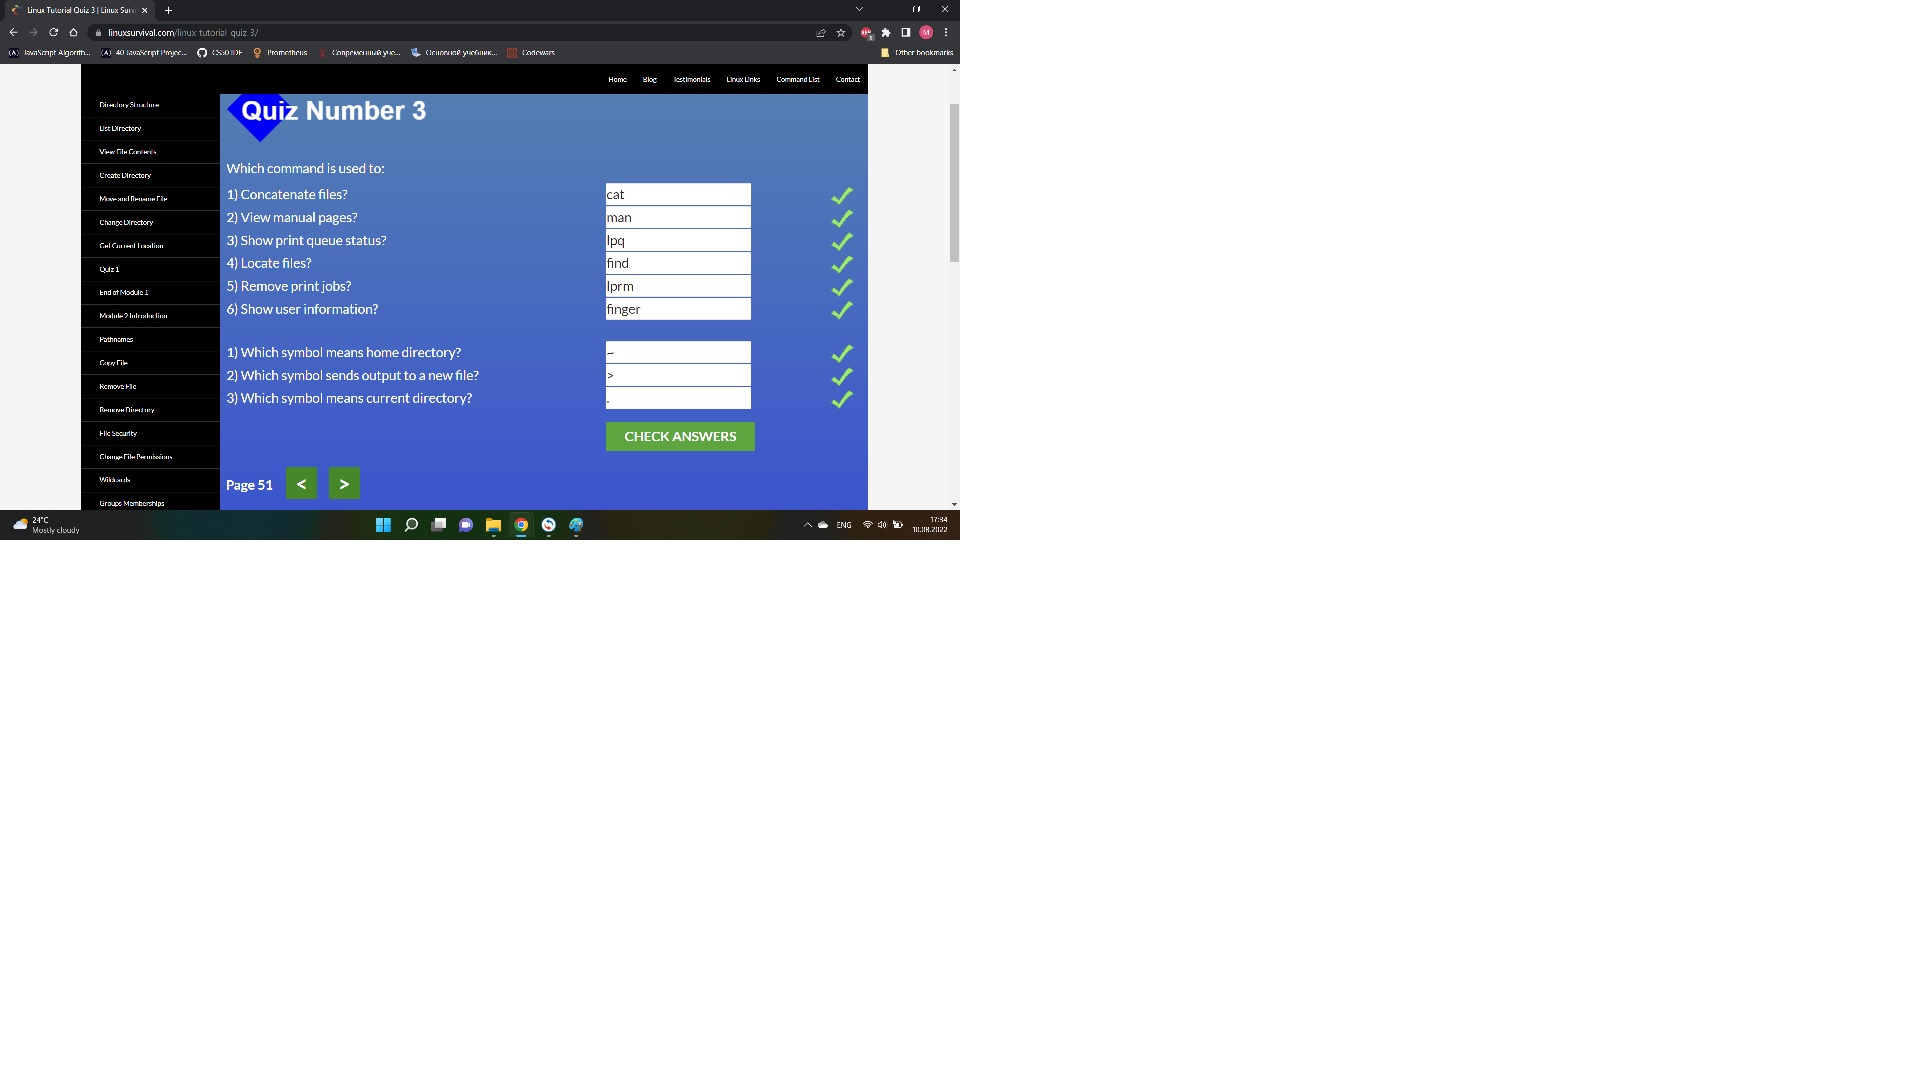 Linux Tutorial Quiz 3 | Linux Survi
linuxsurvival.com/linux-tutorial-quiz-3/
JavaScript Algorith... 40 JavaScript Projec... CS50 IDE Prometheus Современный уче... Основной учебник... Codewars Other bookmarks
Home Blog Testimonials Linux Links Command List Contact
Directory Structure
List Directory
View File Contents
Create Directory
Move and Rename File
Change Directory
Get Current Location
Quiz 1
End of Module 1
Module 2 Introduction
Pathnames
Copy File
Remove File
Remove Directory
File Security
Change File Permissions
Wildcards
Groups Memberships
Quiz Number 3
Which command is used to:
1) Concatenate files? cat
2) View manual pages? man
3) Show print queue status? lpq
4) Locate files? find
5) Remove print jobs? lprm
6) Show user information? finger
1) Which symbol means home directory? ~
2) Which symbol sends output to a new file? >
3) Which symbol means current directory? .
CHECK ANSWERS
Page 51 < >
24°C
Mostly cloudy
ENG
17:34
10.08.2022